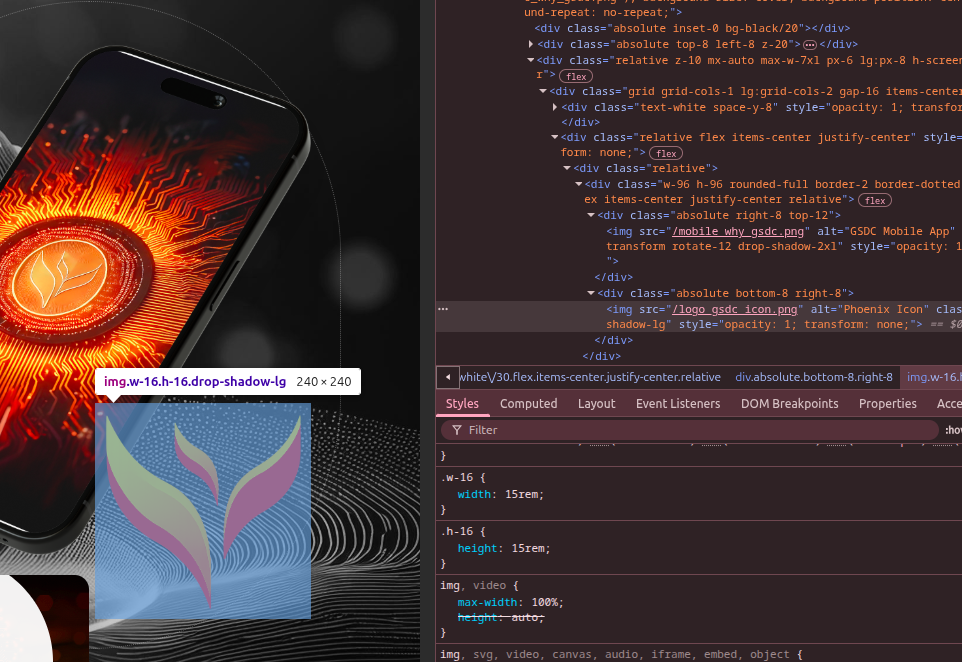 und-repeat: no-repeat;">
<div class="absolute inset-0 bg-black/20"></div>
<div class="absolute top-8 left-8 z-20"> ⋯ </div>
<div class="relative z-10 mx-auto max-w-7xl px-6 lg:px-8 h-screen
r"> flex
<div class="grid grid-cols-1 lg:grid-cols-2 gap-16 items-center
<div class="text-white space-y-8" style="opacity: 1; transfor
</div>
<div class="relative flex items-center justify-center" style=
form: none;"> flex
<div class="relative">
<div class="w-96 h-96 rounded-full border-2 border-dotted
ex items-center justify-center relative"> flex
<div class="absolute right-8 top-12">
<img src="/mobile_why_gsdc.png" alt="GSDC Mobile App"
transform rotate-12 drop-shadow-2xl" style="opacity: 1
">
</div>
<div class="absolute bottom-8 right-8">
<img src="/logo_gsdc_icon.png" alt="Phoenix Icon" clas
shadow-lg" style="opacity: 1; transform: none;"> == $0
</div>
</div>
img.w-16.h-16.drop-shadow-lg 240 × 240
white\/30.flex.items-center.justify-center.relative div.absolute.bottom-8.right-8 img.w-16.h
Styles Computed Layout Event Listeners DOM Breakpoints Properties Acce
Filter :hov
}
.w-16 {
width: 15rem;
}
.h-16 {
height: 15rem;
}
img, video {
max-width: 100%;
height: auto;
}
img, svg, video, canvas, audio, iframe, embed, object {